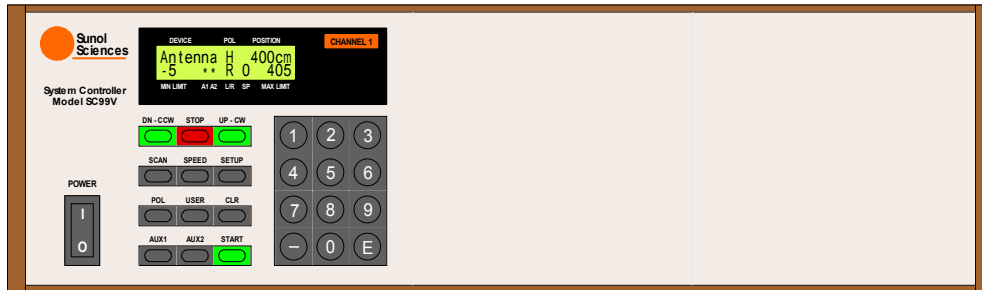 Sunol
Sciences
System Controller
Model SC99V
POWER
I
O
DEVICE POL POSITION
CHANNEL 1
Antenna H 400cm
-5 ** R 0 405
MIN LIMIT A1 A2 L/R SP MAX LIMIT
DN - CCW STOP UP - CW
SCAN SPEED SETUP
POL USER CLR
AUX1 AUX2 START
1 2 3
4 5 6
7 8 9
– 0 E